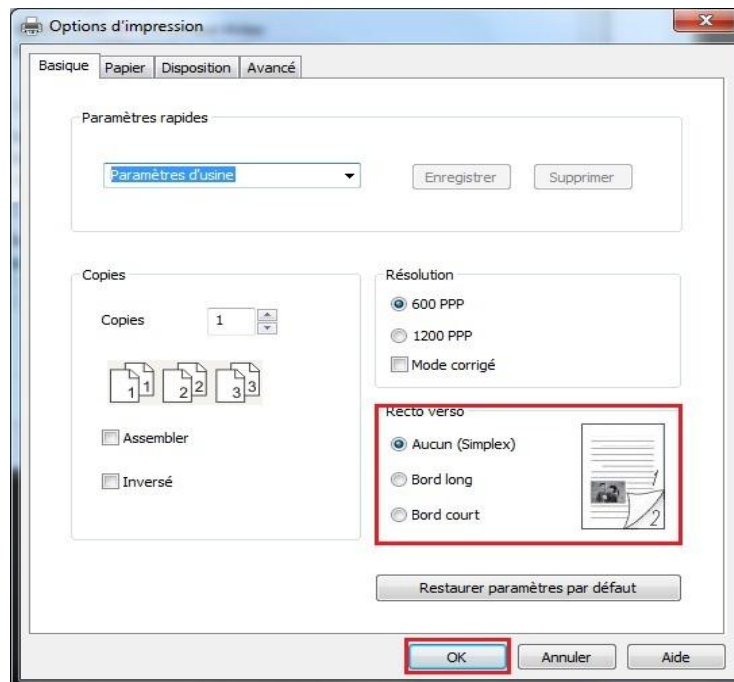 Options d'impression
Basique Papier Disposition Avancé
Paramètres rapides
Paramètres d'usine
Enregistrer Supprimer
Copies
Copies 1
1 1 2 2 3 3
Assembler
Inversé
Résolution
600 PPP
1200 PPP
Mode corrigé
Recto verso
Aucun (Simplex)
Bord long
Bord court
1
2
Restaurer paramètres par défaut
OK Annuler Aide